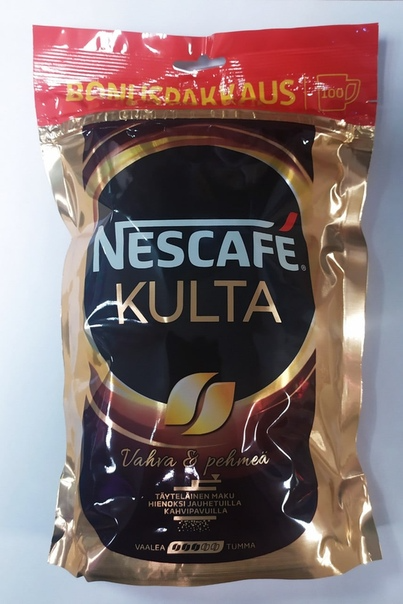 BONUSPAKKAUS
100
NESCAFÉ®
KULTA
Vahva & pehmeä
TÄYTELÄINEN MAKU
HIENOKSI JAUHETUILLA
KAHVIPAVUILLA
VAALEA TUMMA